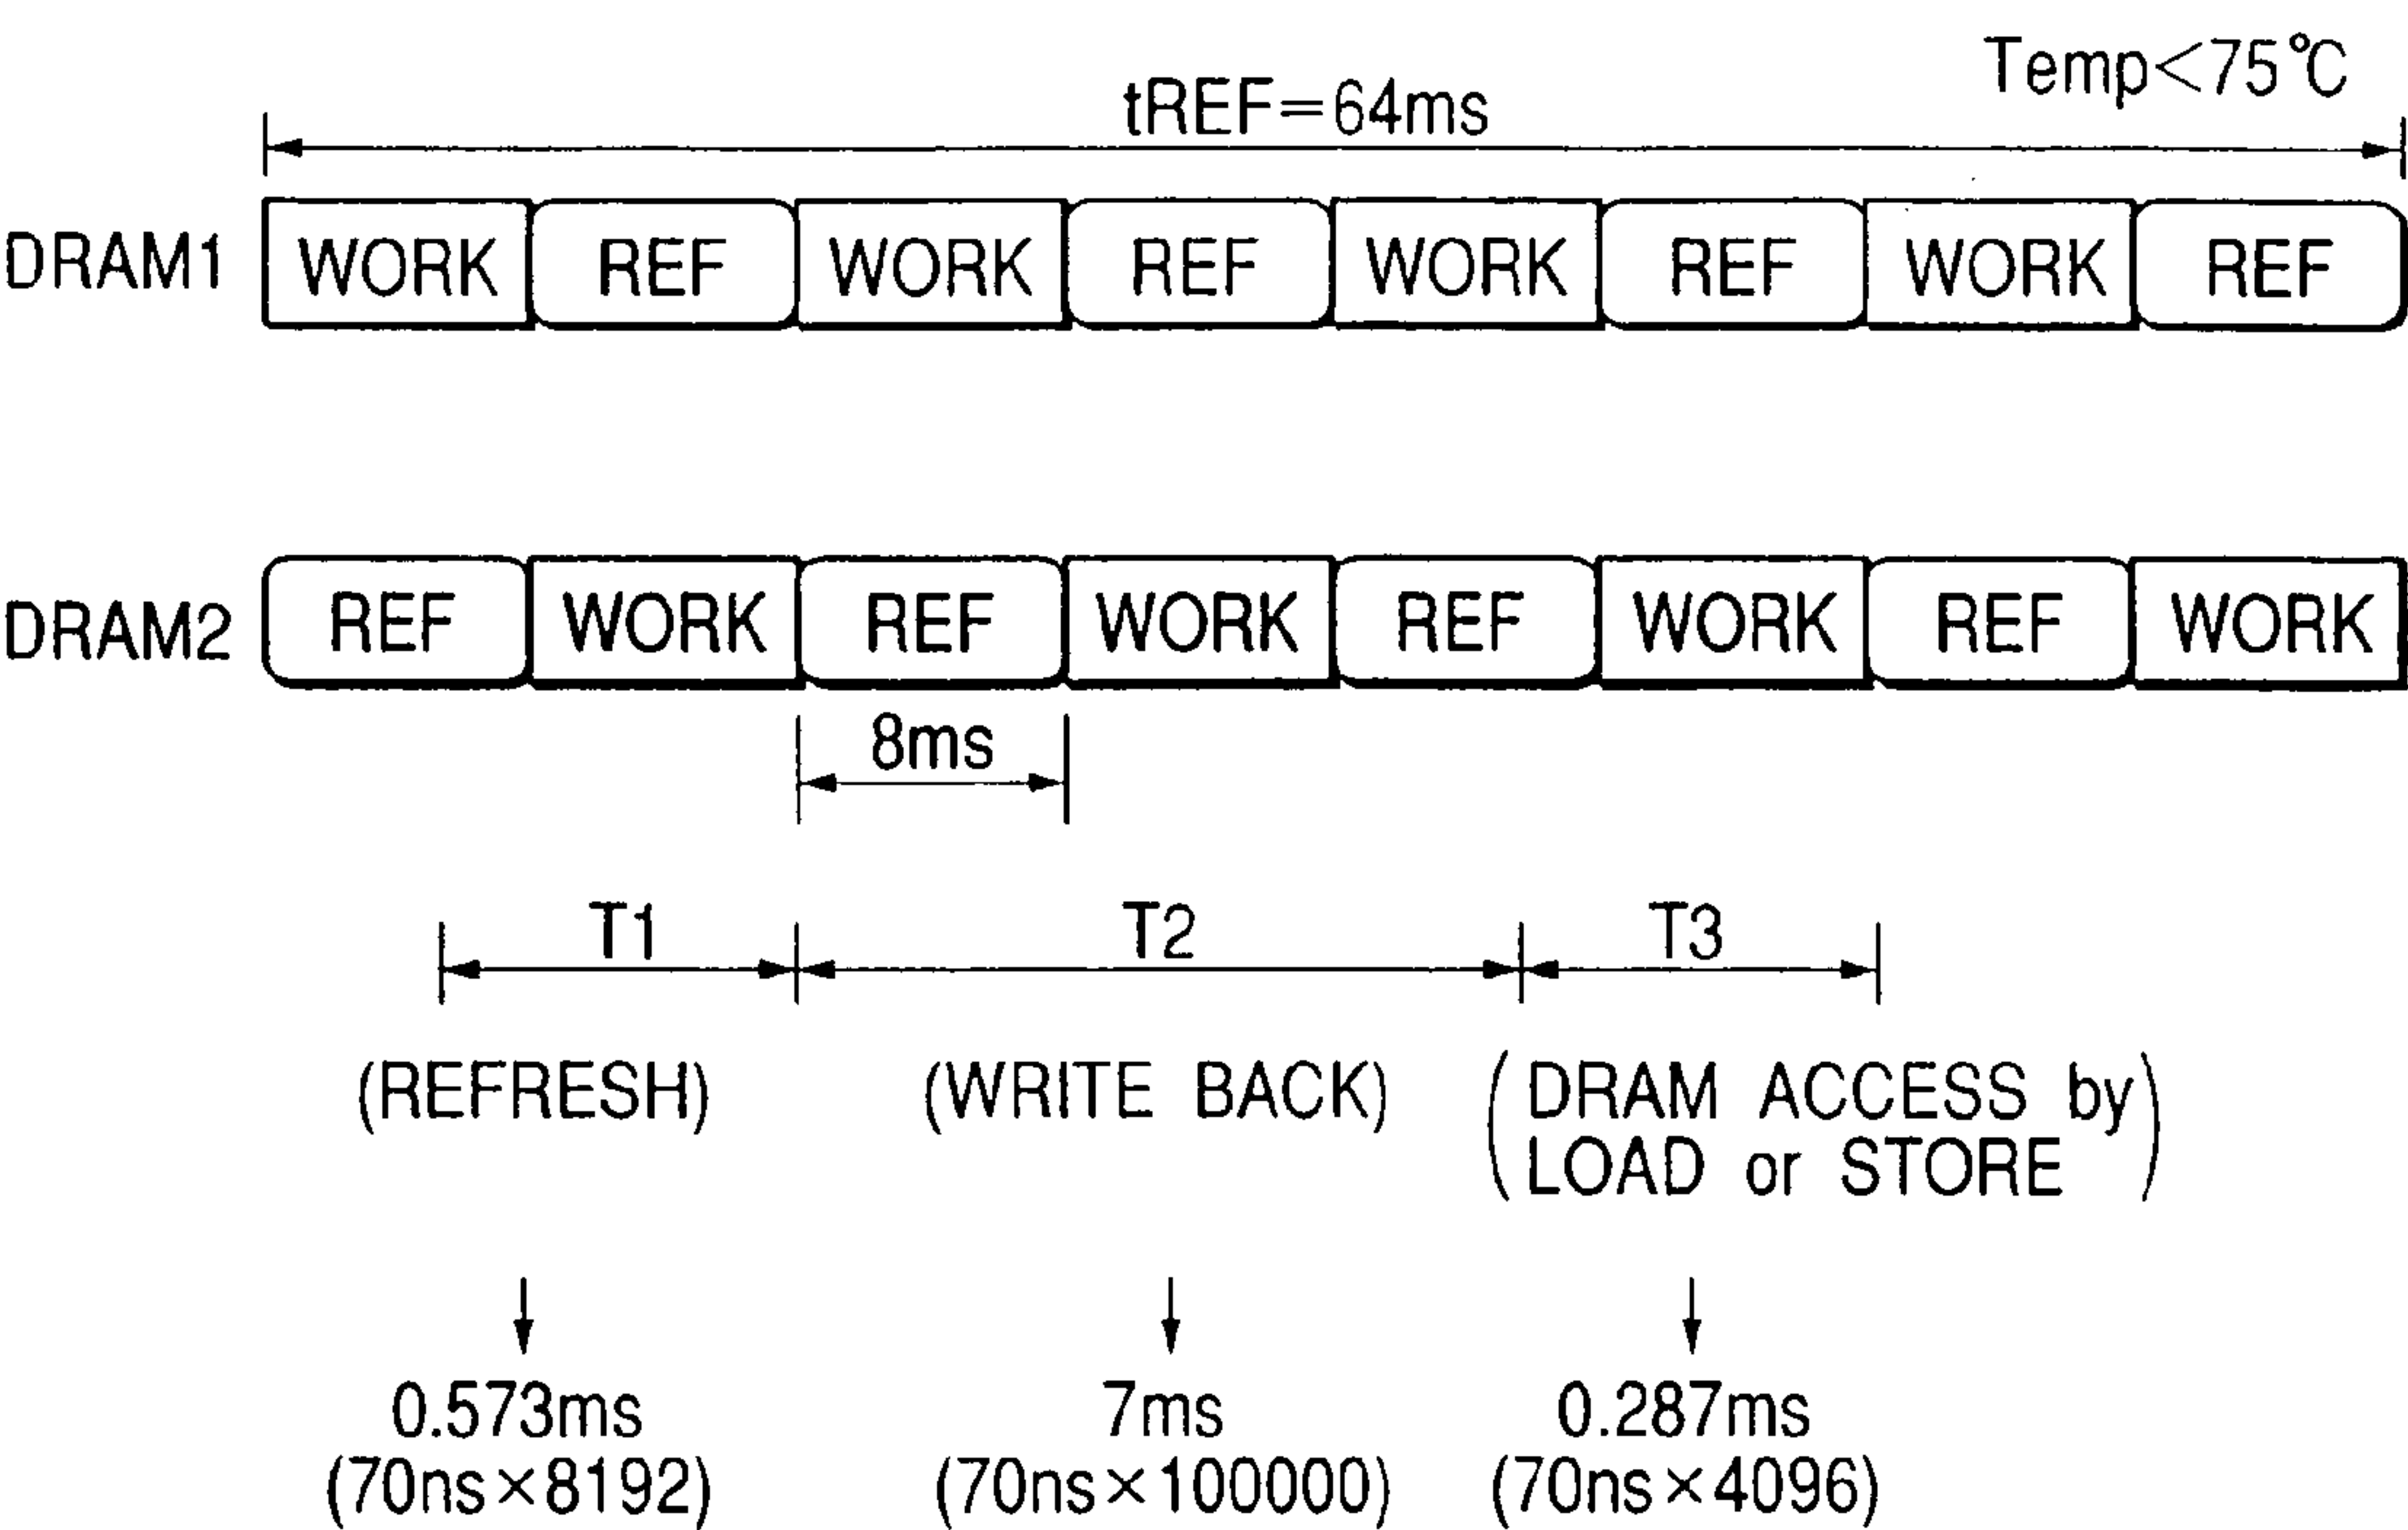 Temp<75℃
tREF=64ms
DRAM1 WORK REF WORK REF WORK REF WORK REF
DRAM2 REF WORK REF WORK REF WORK REF WORK
8ms
T1 T2 T3
(REFRESH) (WRITE BACK) (DRAM ACCESS by
LOAD or STORE)
0.573ms 7ms 0.287ms
(70ns×8192) (70ns×100000) (70ns×4096)